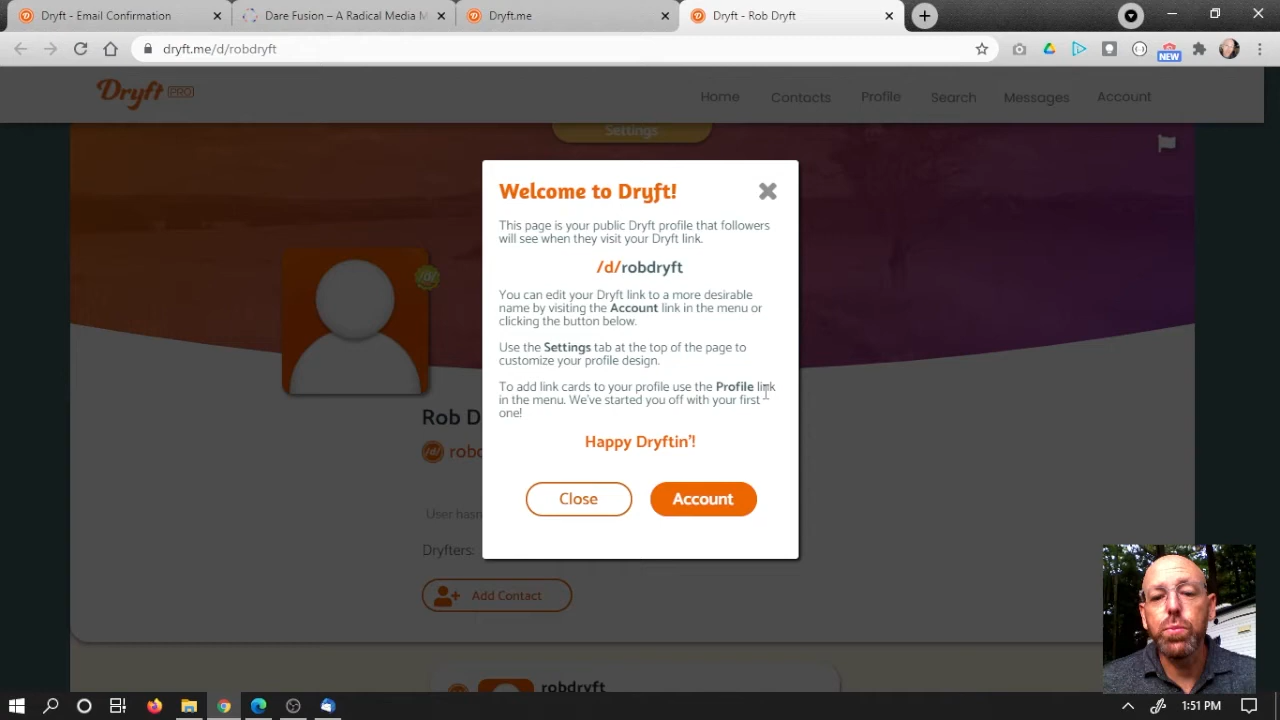 Dryft - Email Confirmation
Dare Fusion – A Radical Media M
Dryft.me
Dryft - Rob Dryft
dryft.me/d/robdryft
NEW
Dryft PRO
Home
Contacts
Profile
Search
Messages
Account
Settings
Welcome to Dryft!
This page is your public Dryft profile that followers
will see when they visit your Dryft link.
/d/robdryft
You can edit your Dryft link to a more desirable
name by visiting the Account link in the menu or
clicking the button below.
Use the Settings tab at the top of the page to
customize your profile design.
To add link cards to your profile use the Profile link
in the menu. We've started you off with your first
one!
Happy Dryftin'!
Close
Account
/d/
Rob D
/d/ robd
User hasn
Dryfters:
Add Contact
robdryft
1:51 PM